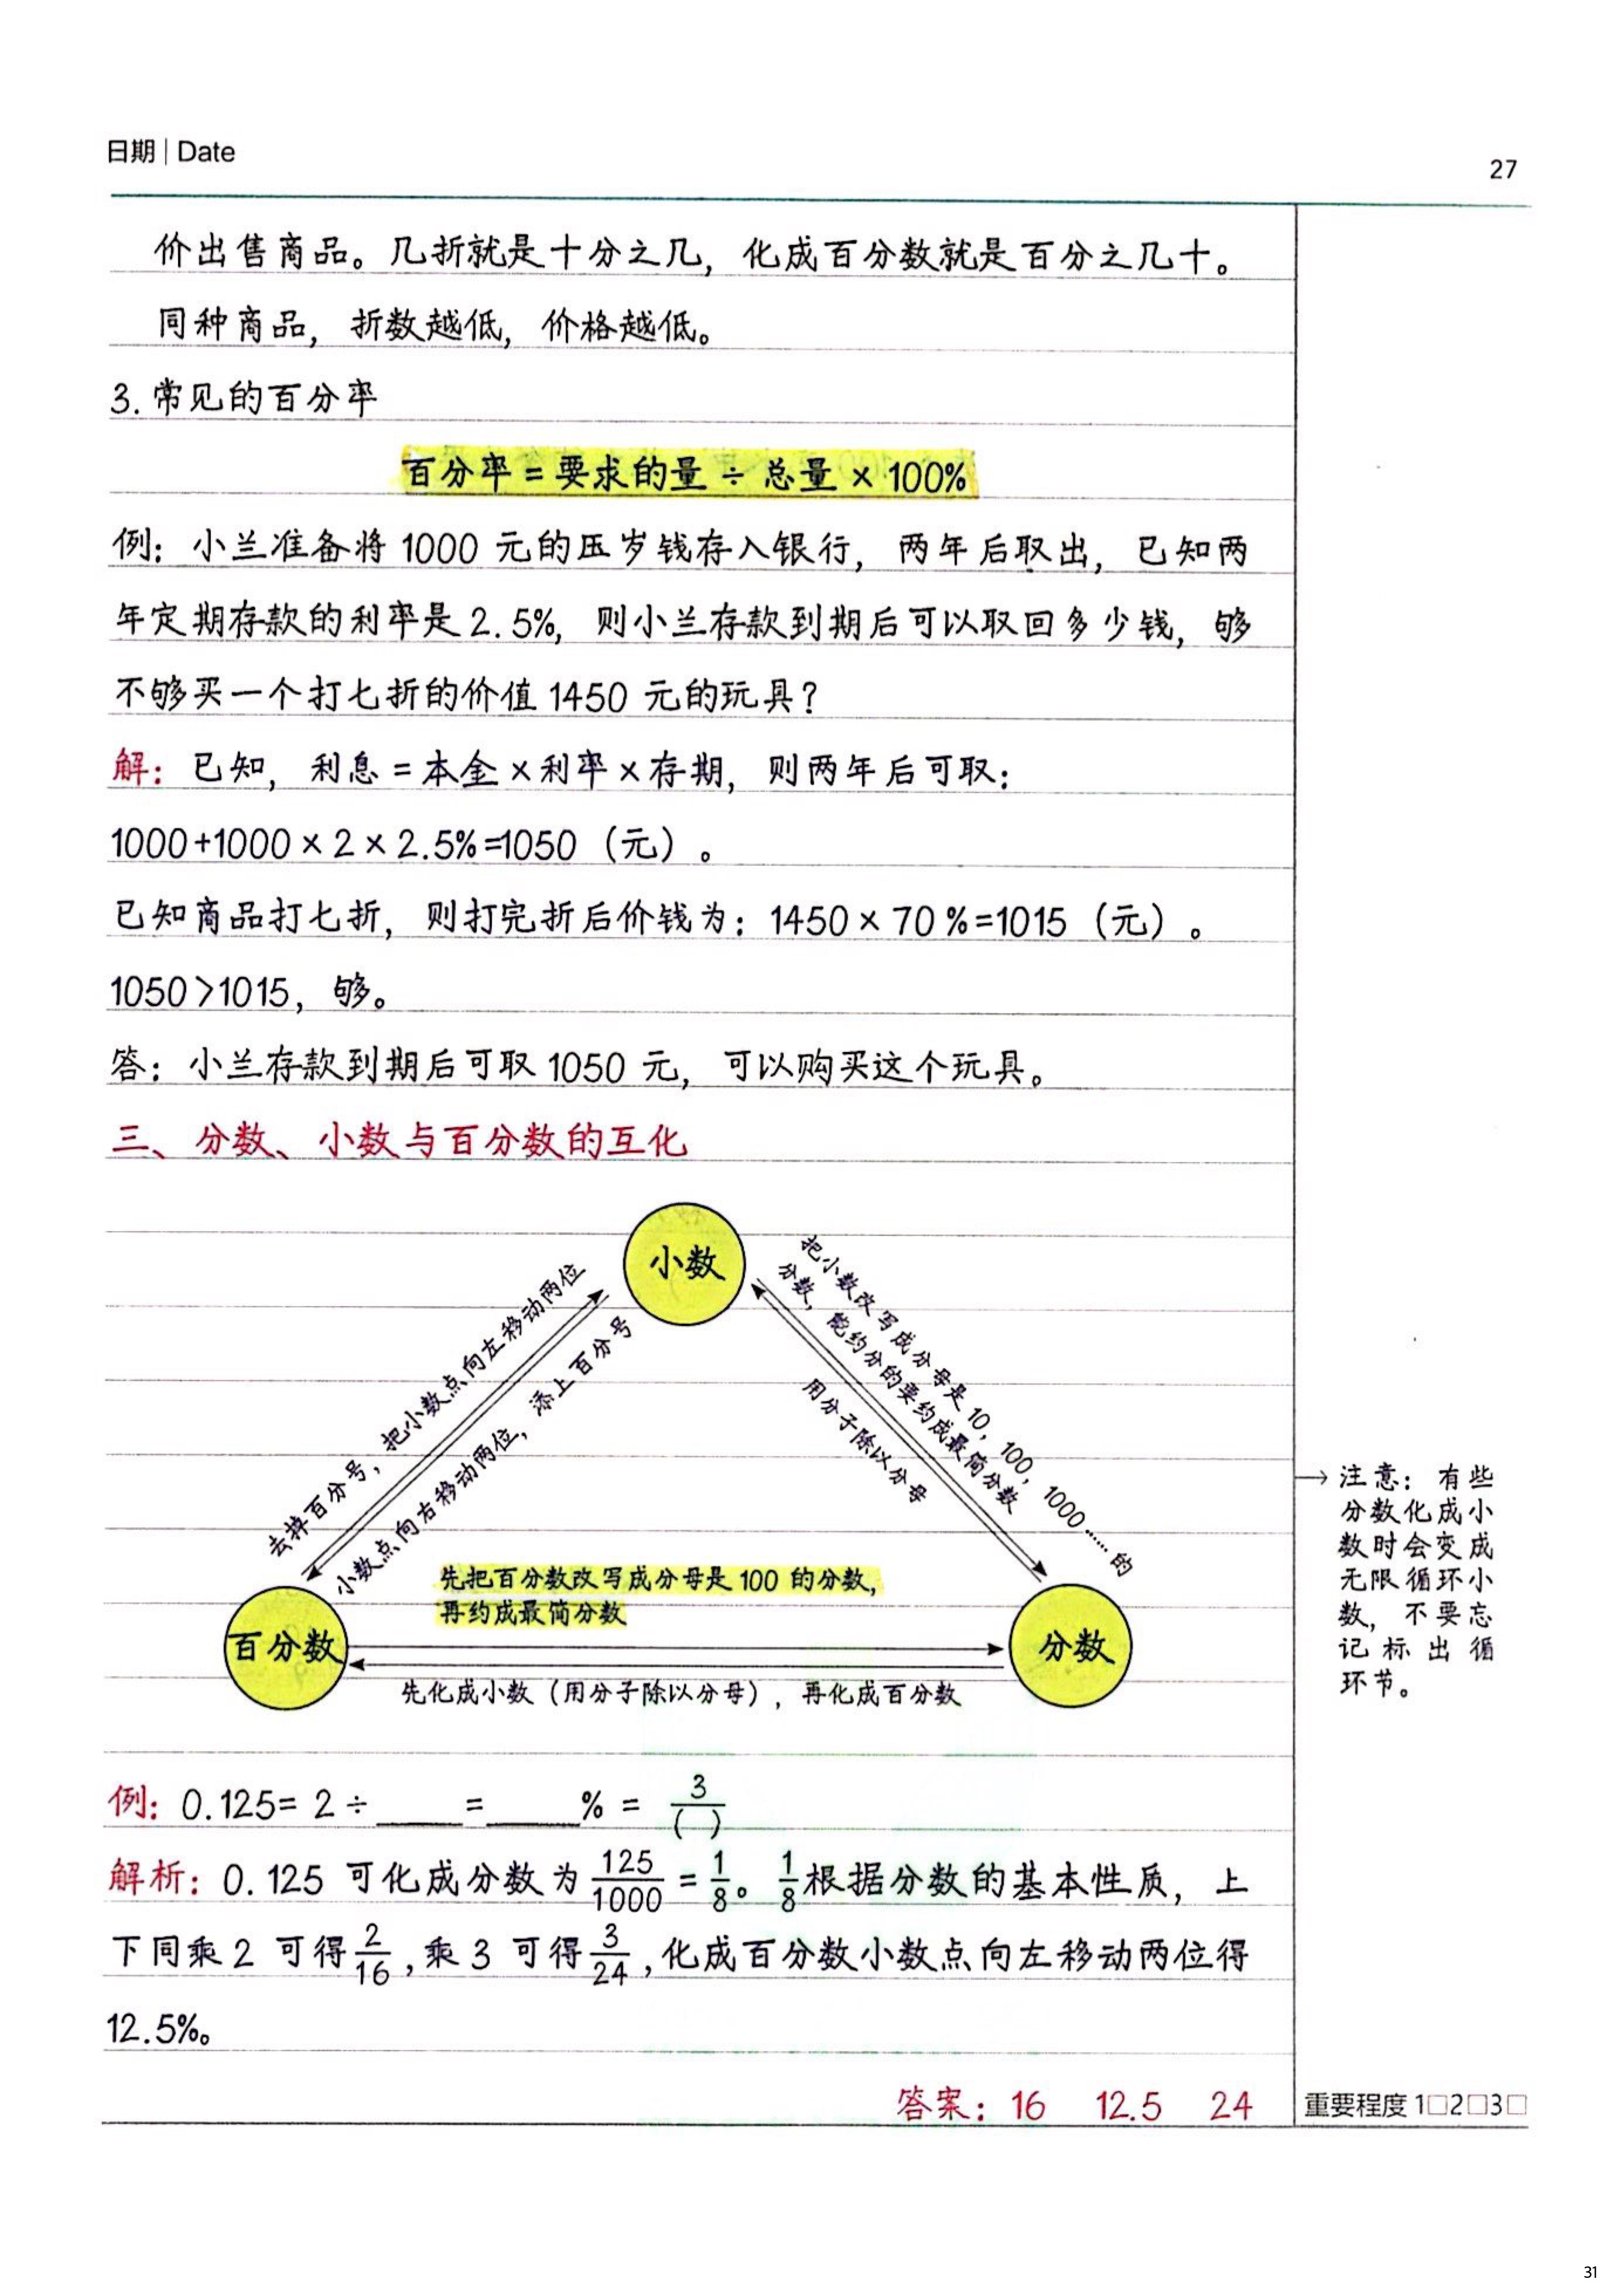 日期 | Date
27
价出售商品。几折就是十分之几，化成百分数就是百分之几十。
同种商品，折数越低，价格越低。
3. 常见的百分率
百分率 = 要求的量 ÷ 总量 × 100%
例：小兰准备将 1000 元的压岁钱存入银行，两年后取出，已知两
年定期存款的利率是 2.5%，则小兰存款到期后可以取回多少钱，够
不够买一个打七折的价值 1450 元的玩具？
解：已知，利息 = 本金 × 利率 × 存期，则两年后可取：
1000+1000 × 2 × 2.5%=1050（元）。
已知商品打七折，则打完折后价钱为：1450 × 70 %=1015（元）。
1050>1015，够。
答：小兰存款到期后可取 1050 元，可以购买这个玩具。
三、分数、小数与百分数的互化
小数
去掉百分号，把小数点向左移动两位
小数点向右移动两位，添上百分号
把小数改写成分母是 10，100，1000……的
分数，能约分的要约成最简分数
用分子除以分母
先把百分数改写成分母是 100 的分数，
再约成最简分数
百分数
分数
先化成小数（用分子除以分母），再化成百分数
注意：有些
分数化成小
数时会变成
无限循环小
数，不要忘
记标出循
环节。
例：0.125= 2 ÷ ____ = ____% = 3/( )
解析：0.125 可化成分数为 125/1000 = 1/8。1/8 根据分数的基本性质，上
下同乘 2 可得 2/16，乘 3 可得 3/24，化成百分数小数点向左移动两位得
12.5%。
答案：16 12.5 24
重要程度 1□2□3□
31